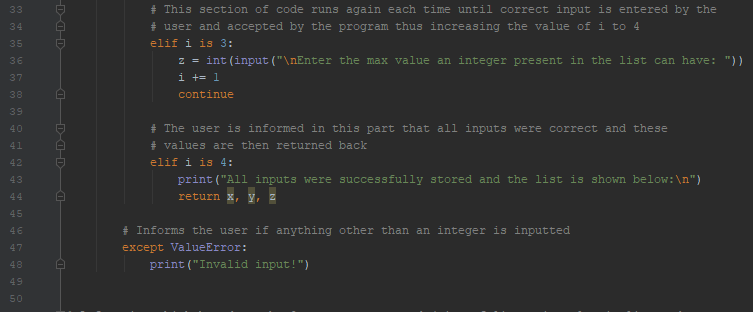 33 # This section of code runs again each time until correct input is entered by the
34 # user and accepted by the program thus increasing the value of i to 4
35 elif i is 3:
36 z = int(input("\nEnter the max value an integer present in the list can have: "))
37 i += 1
38 continue
39
40 # The user is informed in this part that all inputs were correct and these
41 # values are then returned back
42 elif i is 4:
43 print("All inputs were successfully stored and the list is shown below:\n")
44 return x, y, z
45
46 # Informs the user if anything other than an integer is inputted
47 except ValueError:
48 print("Invalid input!")
49
50